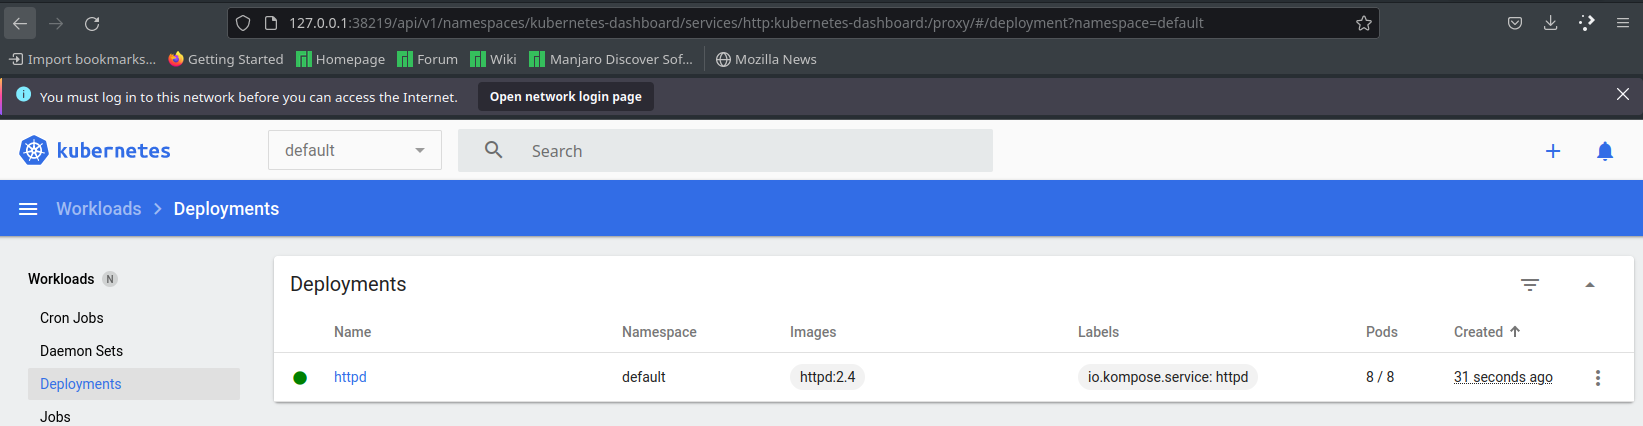 127.0.0.1:38219/api/v1/namespaces/kubernetes-dashboard/services/http:kubernetes-dashboard:/proxy/#/deployment?namespace=default
Import bookmarks... Getting Started Homepage Forum Wiki Manjaro Discover Sof... Mozilla News
You must log in to this network before you can access the Internet. Open network login page
kubernetes default Search
Workloads Deployments
Workloads N
Cron Jobs
Daemon Sets
Deployments
Jobs
Deployments
Name Namespace Images Labels Pods Created
httpd default httpd:2.4 io.kompose.service: httpd 8 / 8 31 seconds ago